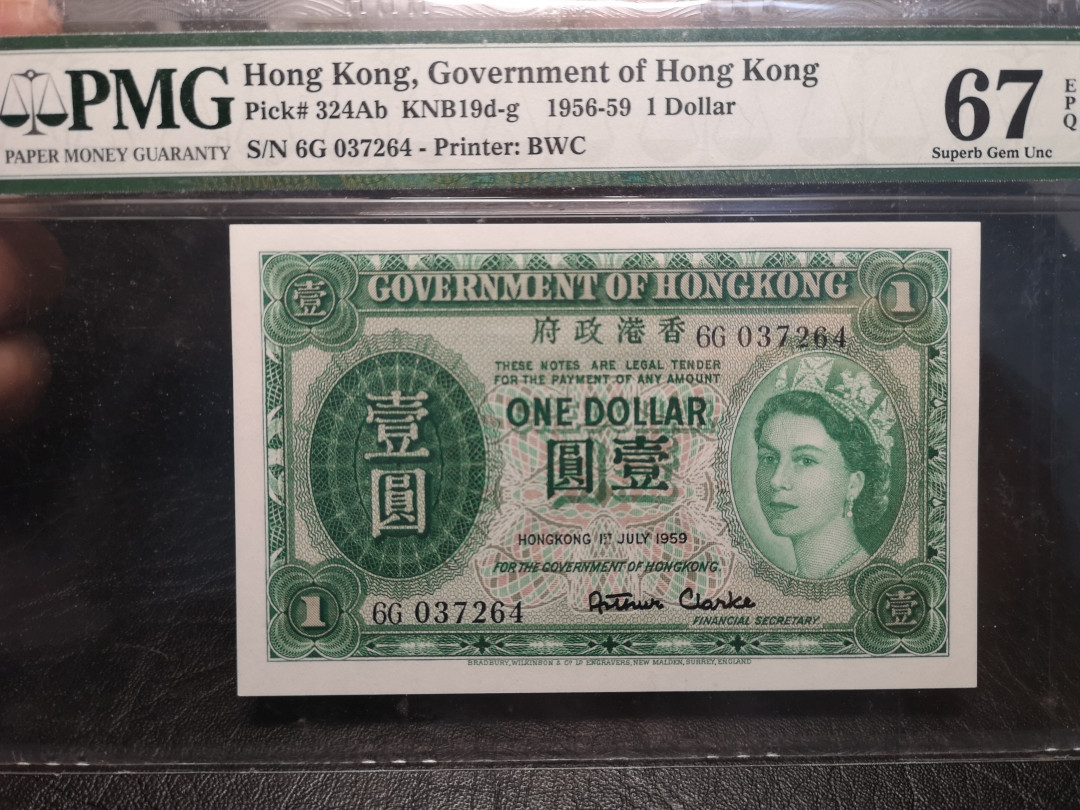 PMG
PAPER MONEY GUARANTY
Hong Kong, Government of Hong Kong
Pick# 324Ab KNB19d-g 1956-59 1 Dollar
S/N 6G 037264 - Printer: BWC
67
EPQ
Superb Gem Unc
壹
GOVERNMENT OF HONGKONG
1
府政港香
6G 037264
THESE NOTES ARE LEGAL TENDER
FOR THE PAYMENT OF ANY AMOUNT
ONE DOLLAR
圓壹
壹
圓
HONGKONG 1ST JULY 1959
FOR THE GOVERNMENT OF HONGKONG.
Arthur Clarke
FINANCIAL SECRETARY.
1
6G 037264
壹
BRADBURY, WILKINSON & Co Ld ENGRAVERS, NEW MALDEN, SURREY, ENGLAND